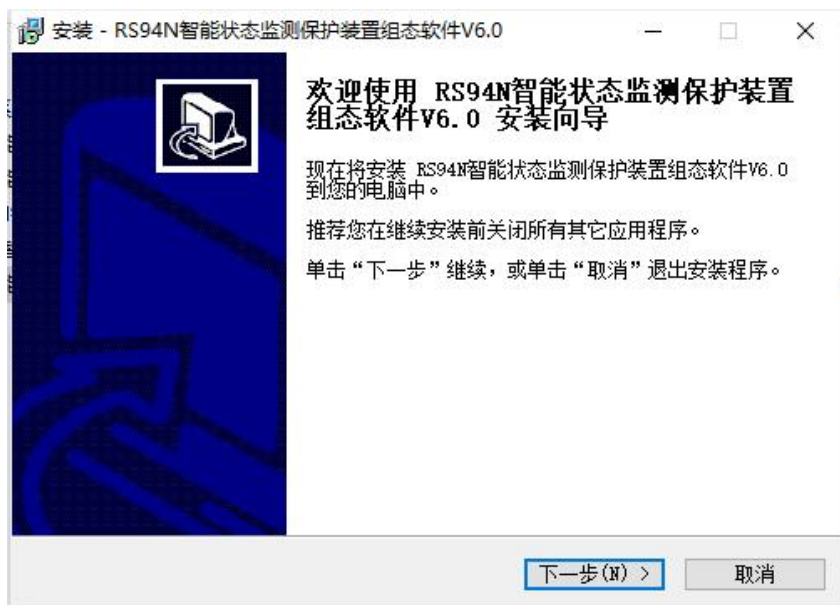 安装 - RS94N智能状态监测保护装置组态软件V6.0
欢迎使用 RS94N智能状态监测保护装置
组态软件V6.0 安装向导
现在将安装 RS94N智能状态监测保护装置组态软件V6.0
到您的电脑中。
推荐您在继续安装前关闭所有其它应用程序。
单击“下一步”继续，或单击“取消”退出安装程序。
下一步(N) >
取消